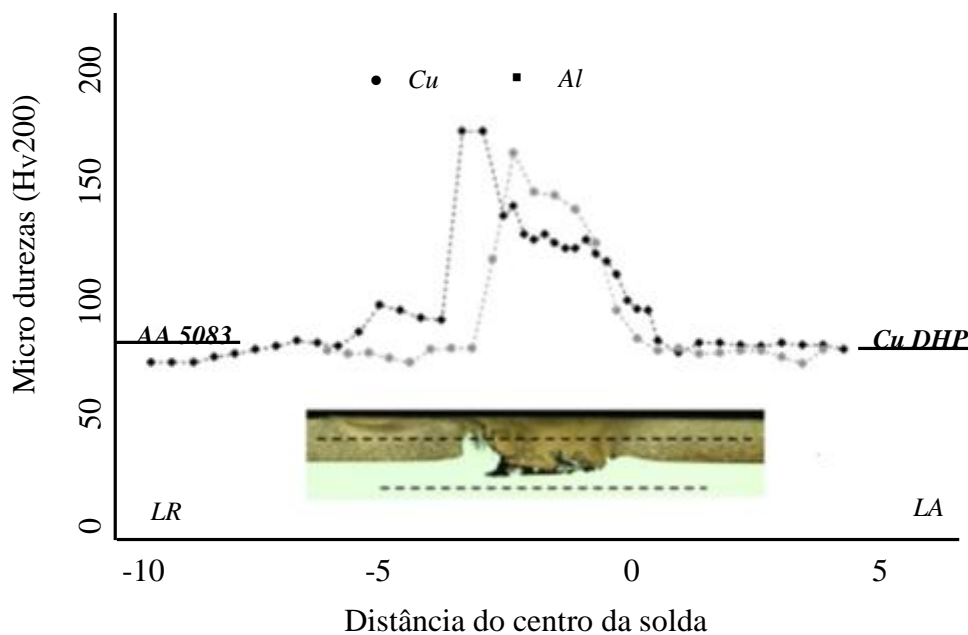 Micro durezas (Hv200)
200
150
100
50
0
Cu
Al
AA 5083
Cu DHP
LR
LA
-10
-5
0
5
Distância do centro da solda